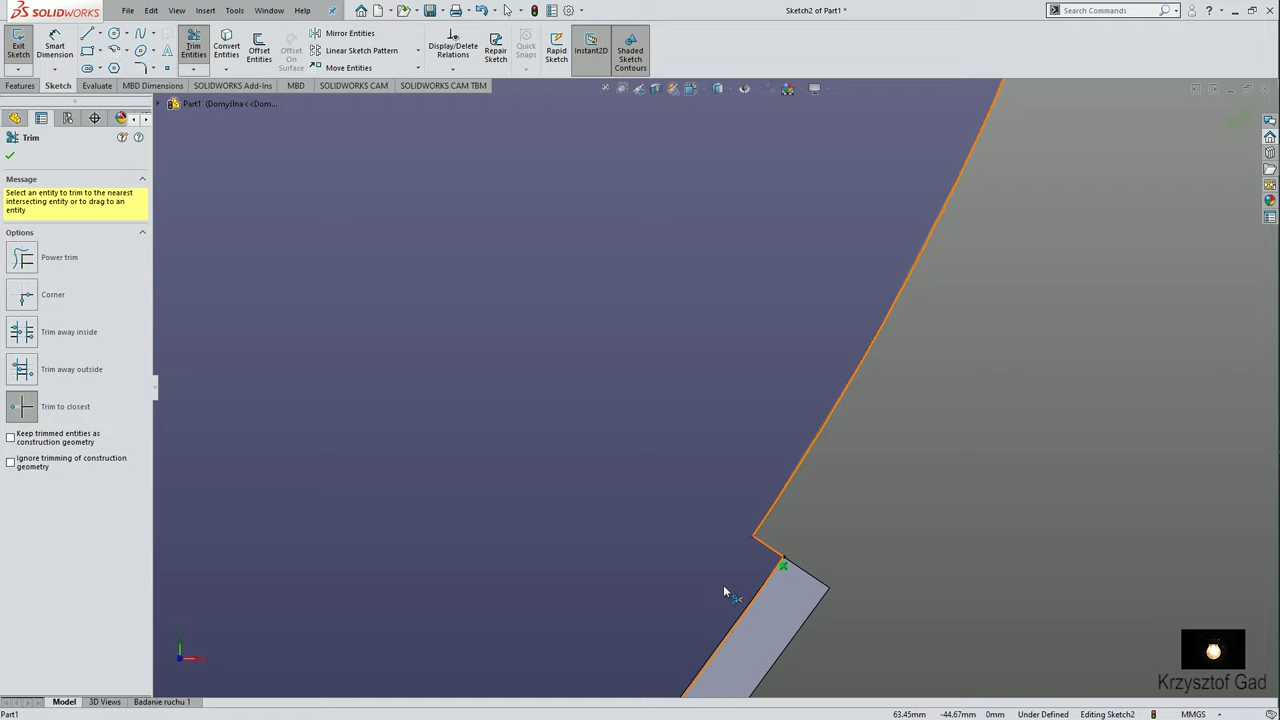 SOLIDWORKS
File
Edit
View
Insert
Tools
Window
Help
Sketch2 of Part1 *
Search Commands
Exit Sketch
Smart Dimension
Trim Entities
Convert Entities
Offset Entities
Offset On Surface
Mirror Entities
Linear Sketch Pattern
Move Entities
Display/Delete Relations
Repair Sketch
Quick Snaps
Rapid Sketch
Instant2D
Shaded Sketch Contours
Features
Sketch
Evaluate
MBD Dimensions
SOLIDWORKS Add-Ins
MBD
SOLIDWORKS CAM
SOLIDWORKS CAM TBM
Part1 (Domyślna<<Dom...
Trim
Message
Select an entity to trim to the nearest
intersecting entity or to drag to an
entity
Options
Power trim
Corner
Trim away inside
Trim away outside
Trim to closest
Keep trimmed entities as
construction geometry
Ignore trimming of construction
geometry
Krzysztof Gad
Model
3D Views
Badanie ruchu 1
Part1
63.45mm
-44.67mm
0mm
Under Defined
Editing Sketch2
MMGS